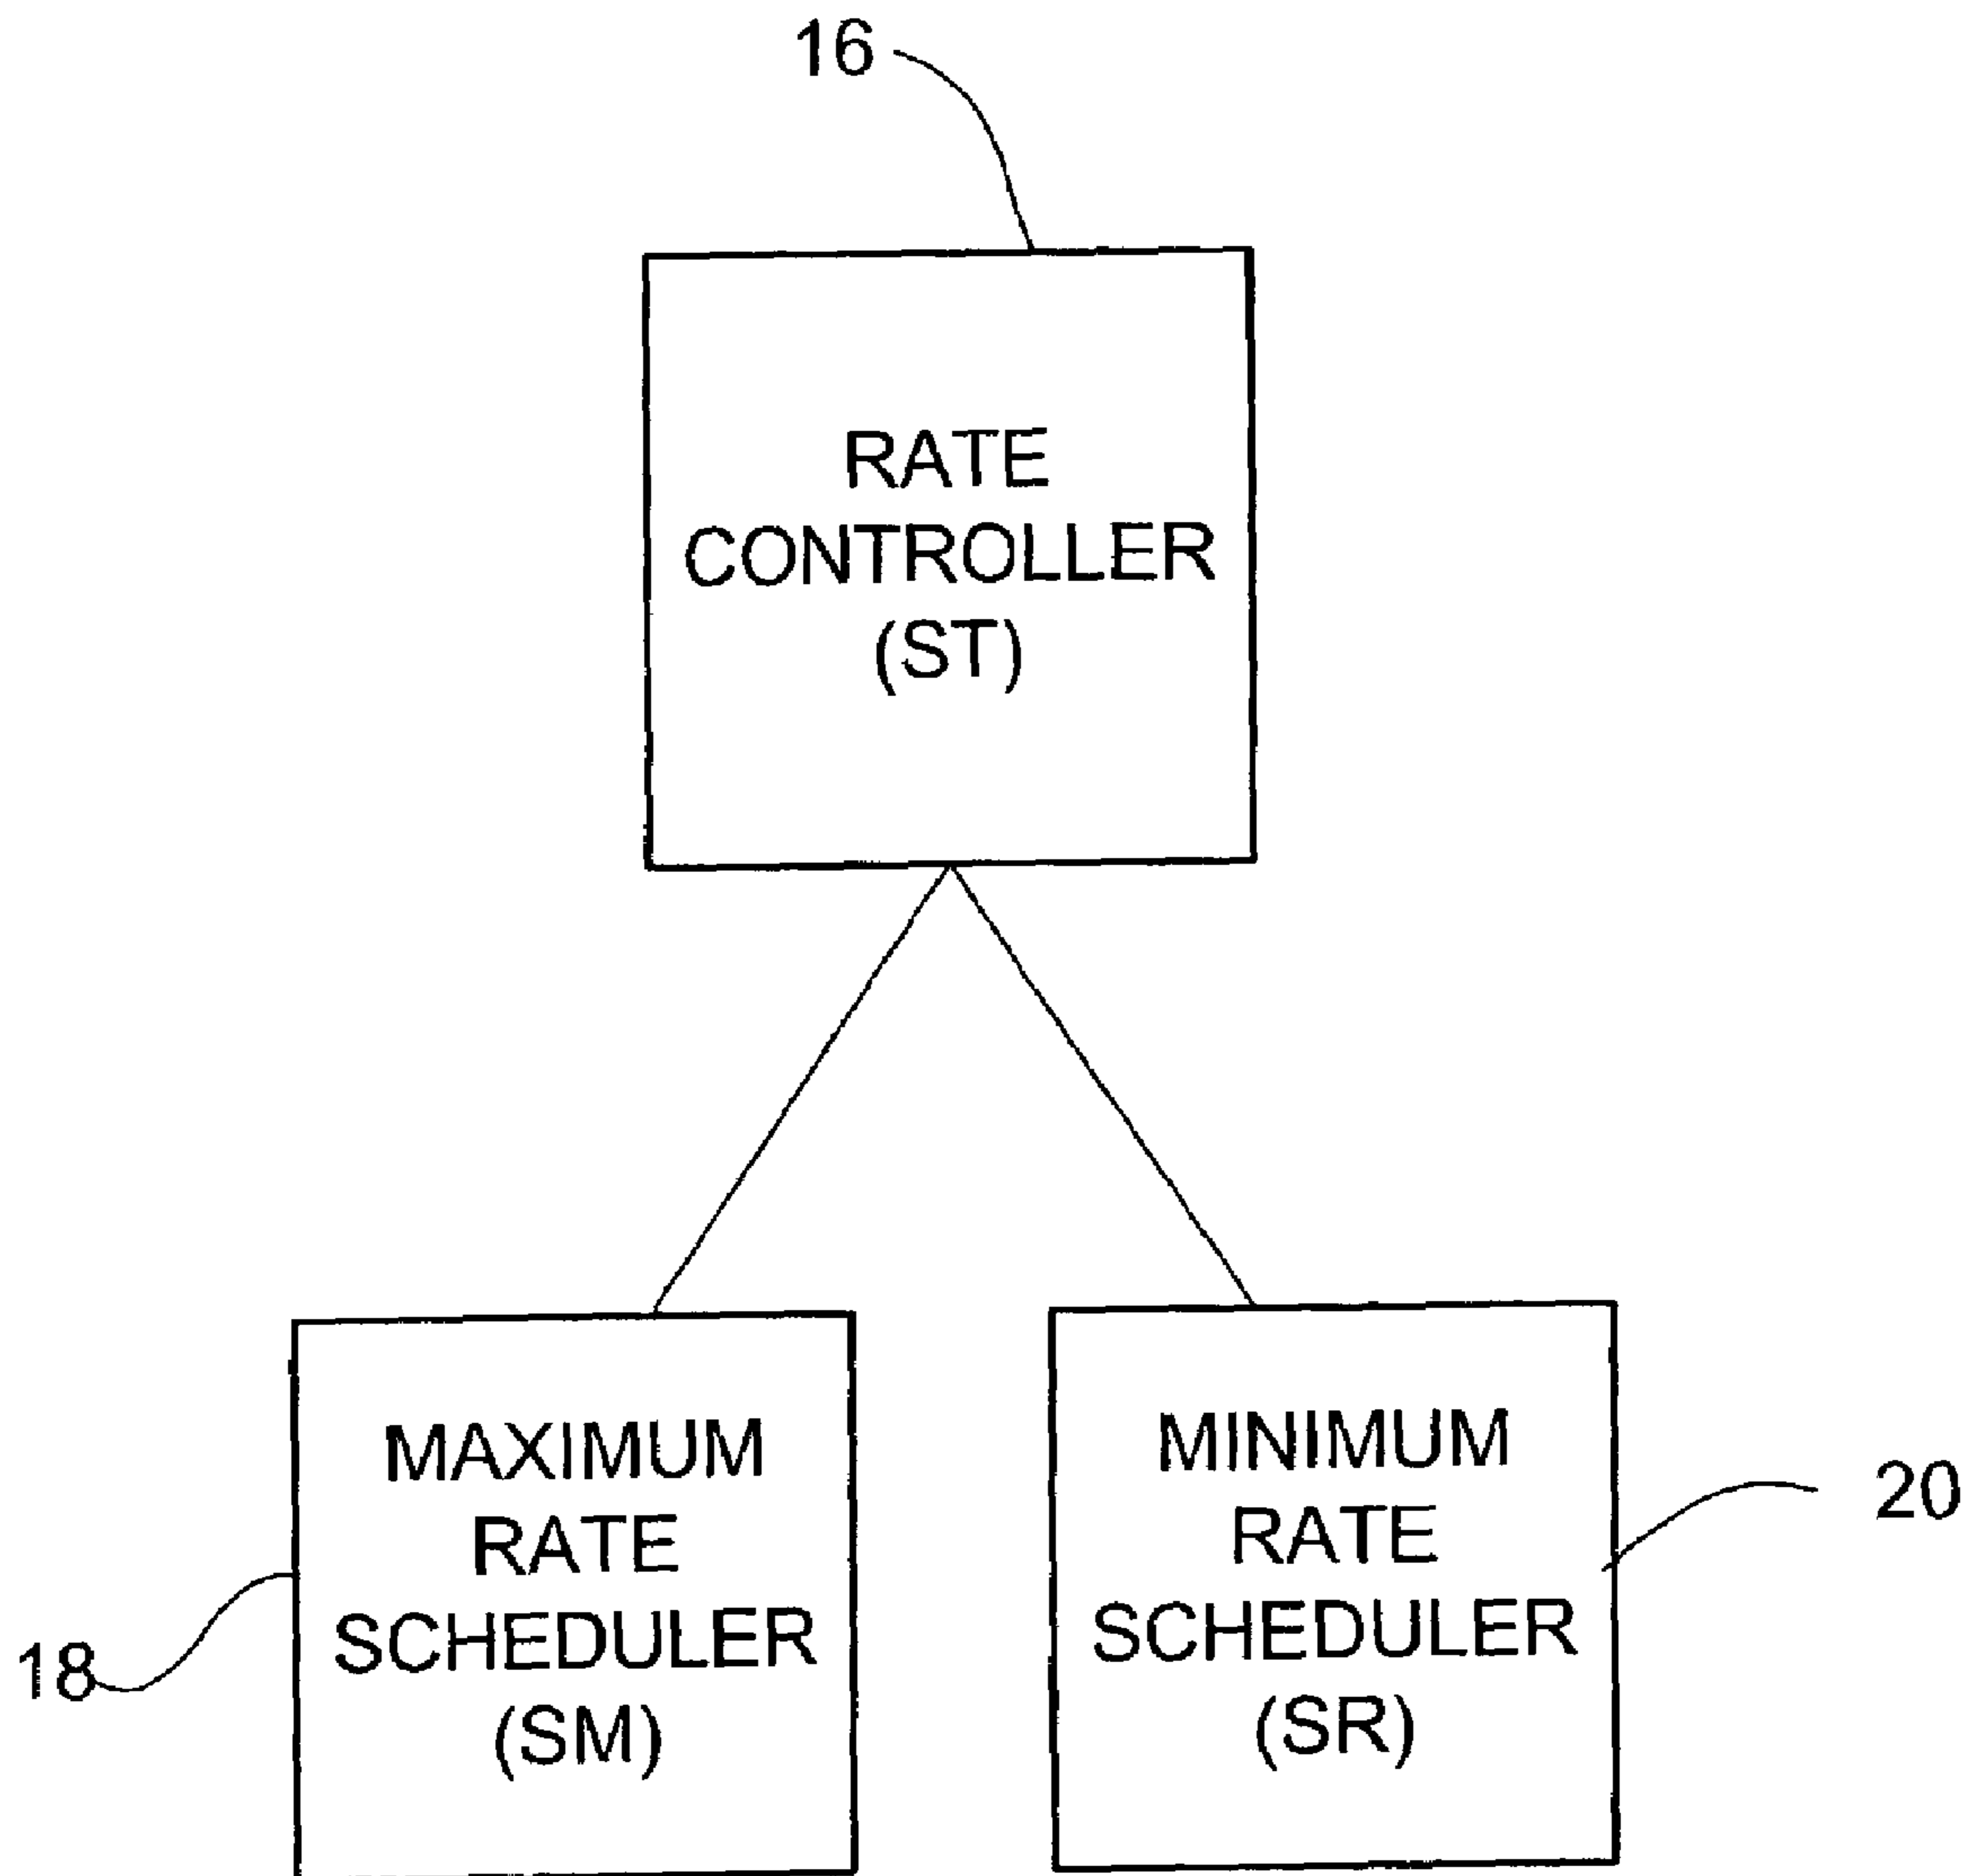 16
RATE
CONTROLLER
(ST)
MAXIMUM
RATE
SCHEDULER
(SM)
18
MINIMUM
RATE
SCHEDULER
(SR)
20